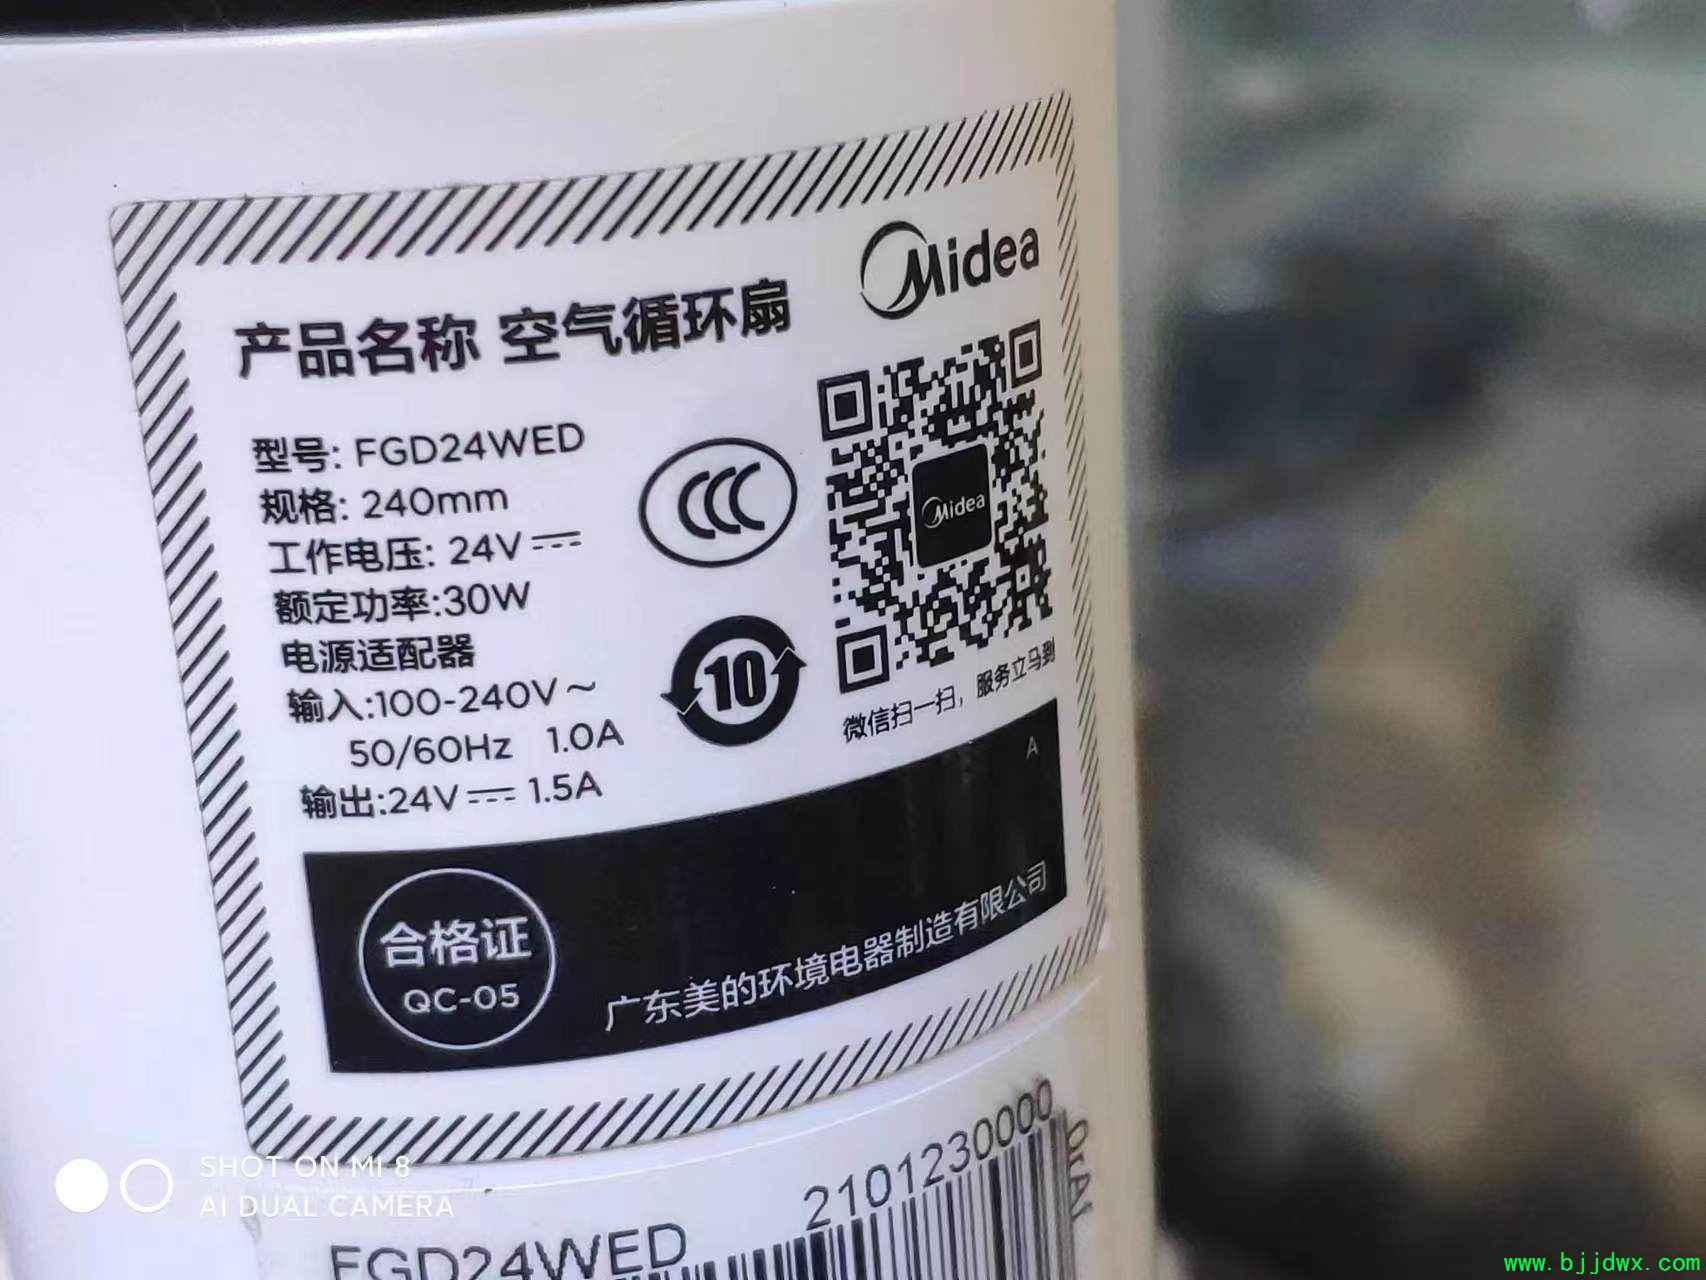 Midea
产品名称 空气循环扇
型号: FGD24WED
规格: 240mm
工作电压: 24V⎓
额定功率:30W
电源适配器
输入:100-240V~
50/60Hz 1.0A
输出:24V⎓1.5A
10
Midea
微信扫一扫，服务立马到
A
合格证
QC-05
广东美的环境电器制造有限公司
2101230000
FGD24WED
SHOT ON MI 8
AI DUAL CAMERA
www.bjjdwx.com